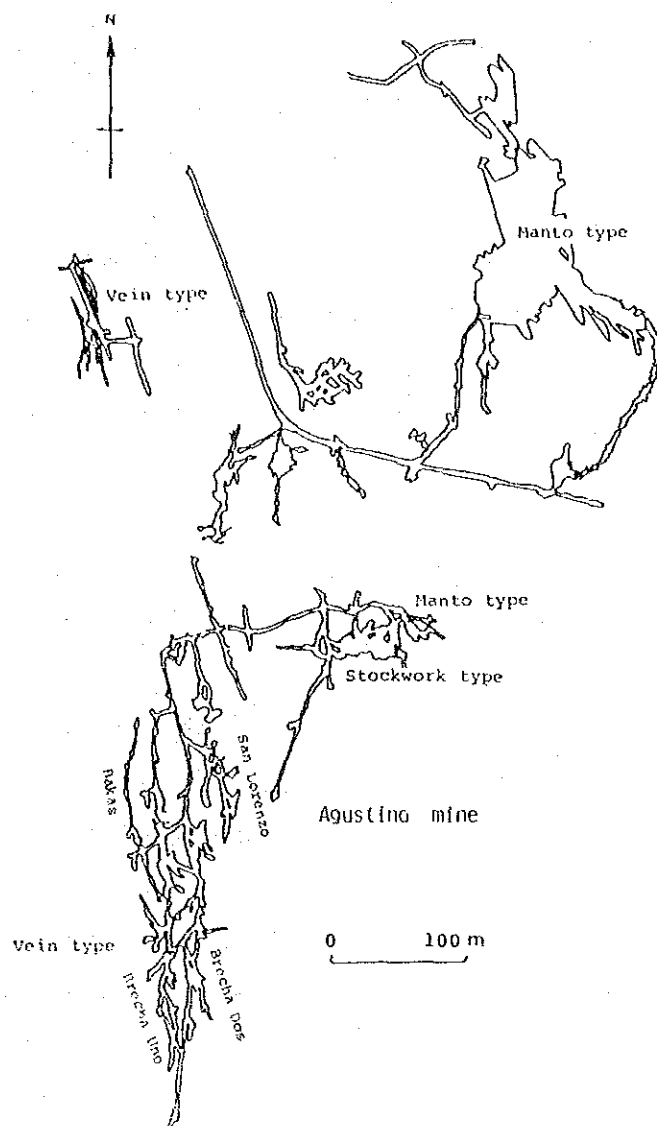 N
Manto type
Vein type
Manto type
Stockwork type
San Lorenzo
Rakas
Agustino mine
Vein type
0 100 m
Brecha Dos
Brecha Uno